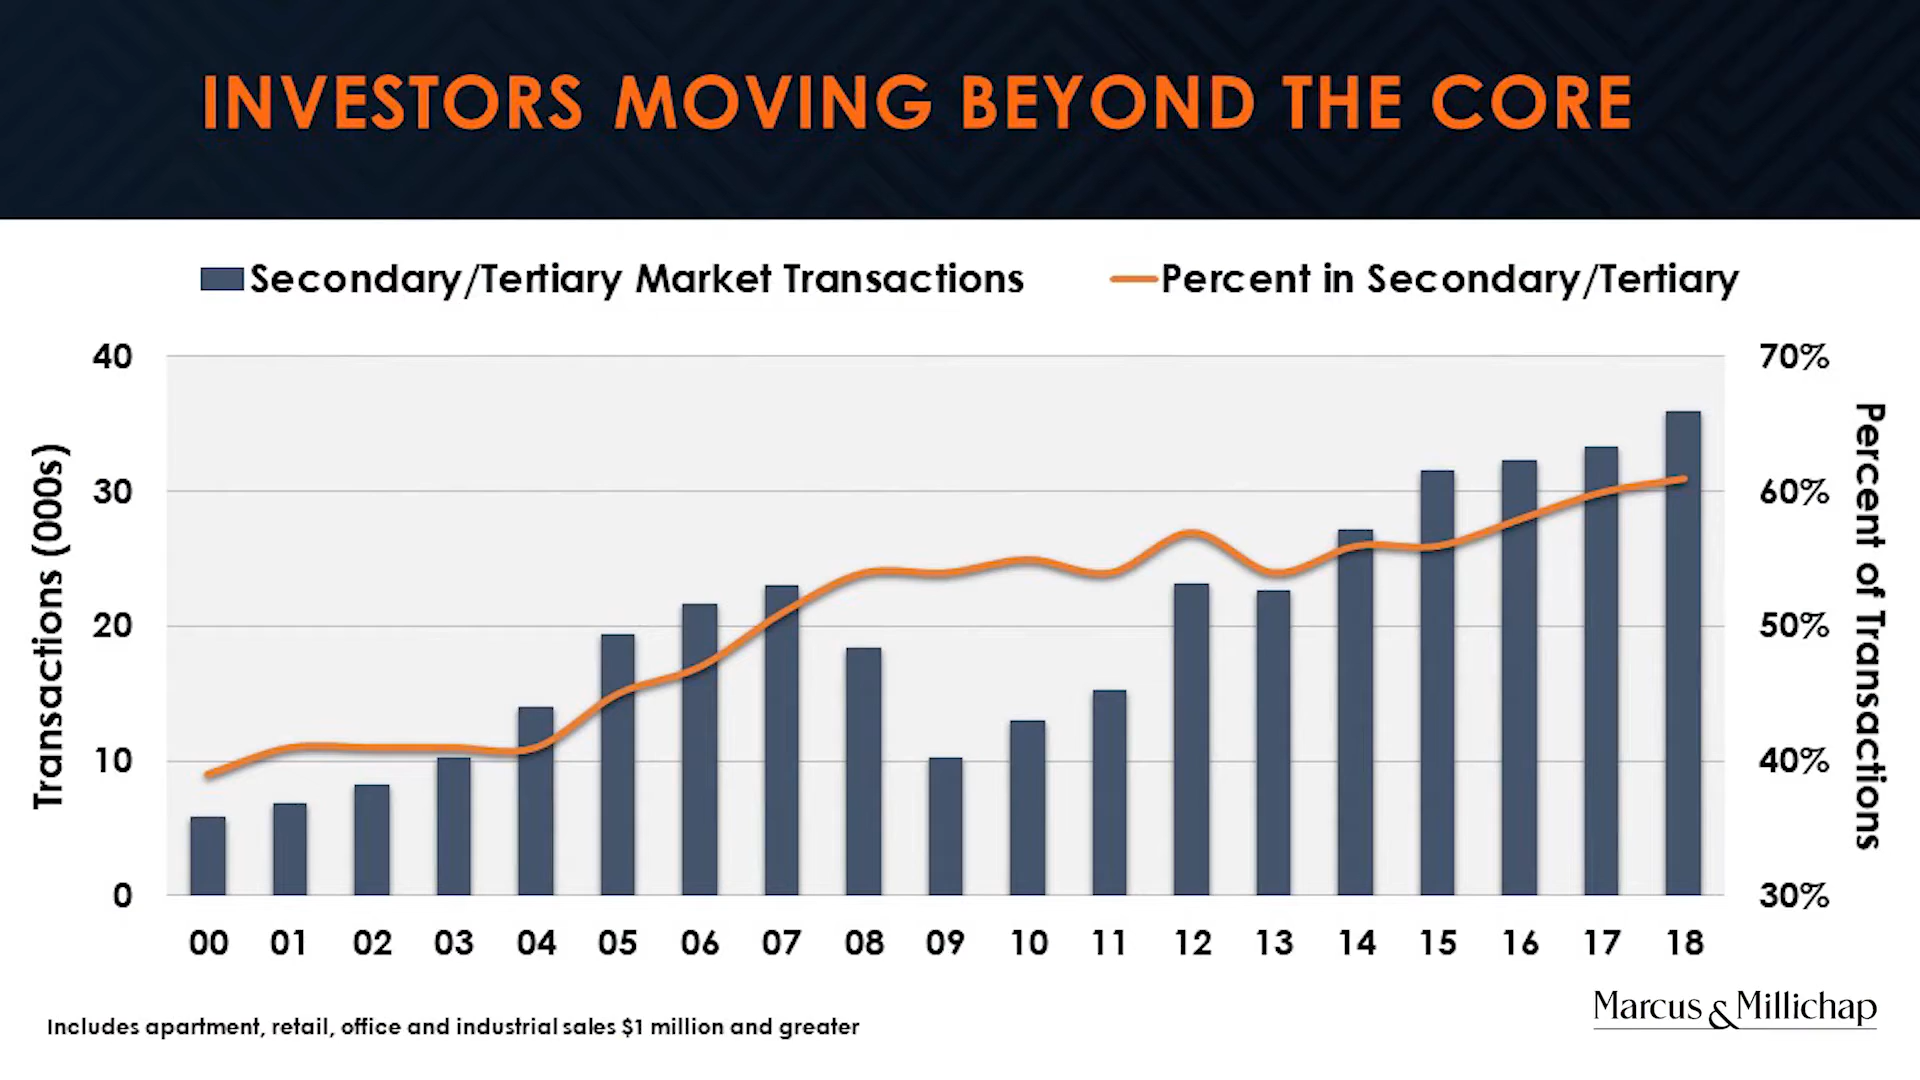 INVESTORS MOVING BEYOND THE CORE
Secondary/Tertiary Market Transactions
Percent in Secondary/Tertiary
Transactions (000s)
40
30
20
10
0
70%
60%
50%
40%
30%
Percent of Transactions
00 01 02 03 04 05 06 07 08 09 10 11 12 13 14 15 16 17 18
Includes apartment, retail, office and industrial sales $1 million and greater
Marcus & Millichap